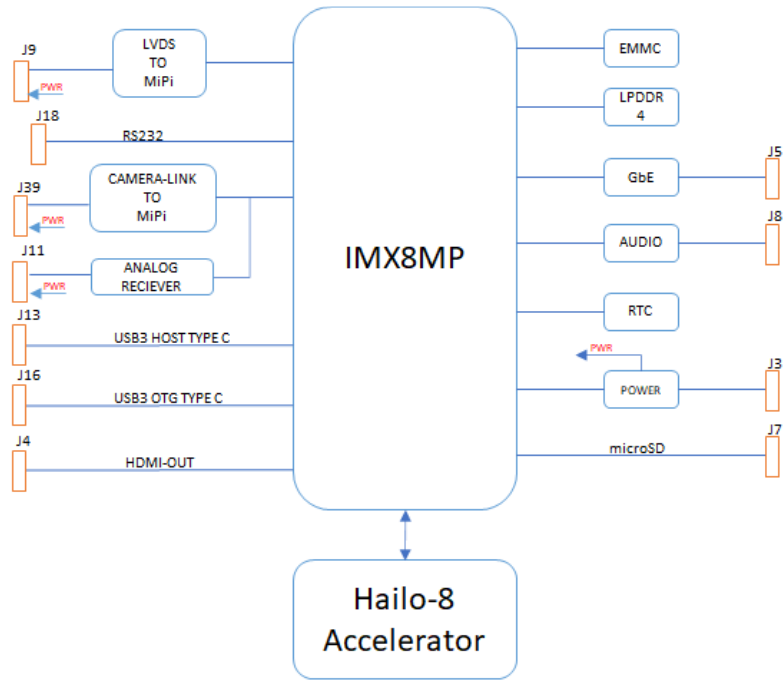 J9
LVDS
TO
MiPi
PWR
J18
RS232
J39
CAMERA-LINK
TO
MiPi
PWR
J11
ANALOG
RECIEVER
PWR
J13
USB3 HOST TYPE C
J16
USB3 OTG TYPE C
J4
HDMI-OUT
IMX8MP
EMMC
LPDDR
4
GbE
J5
AUDIO
J8
RTC
PWR
POWER
J3
microSD
J7
Hailo-8
Accelerator